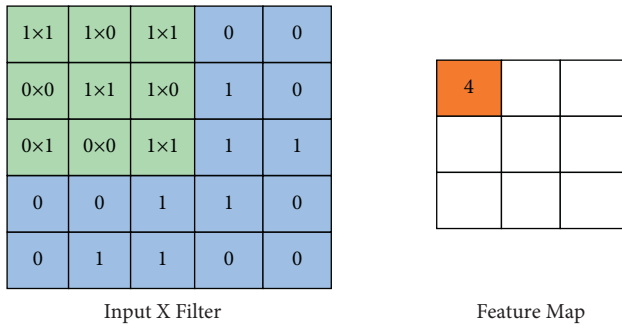 1×1 1×0 1×1 0 0
0×0 1×1 1×0 1 0
4
0×1 0×0 1×1 1 1
0 0 1 1 0
0 1 1 0 0
Input X Filter
Feature Map